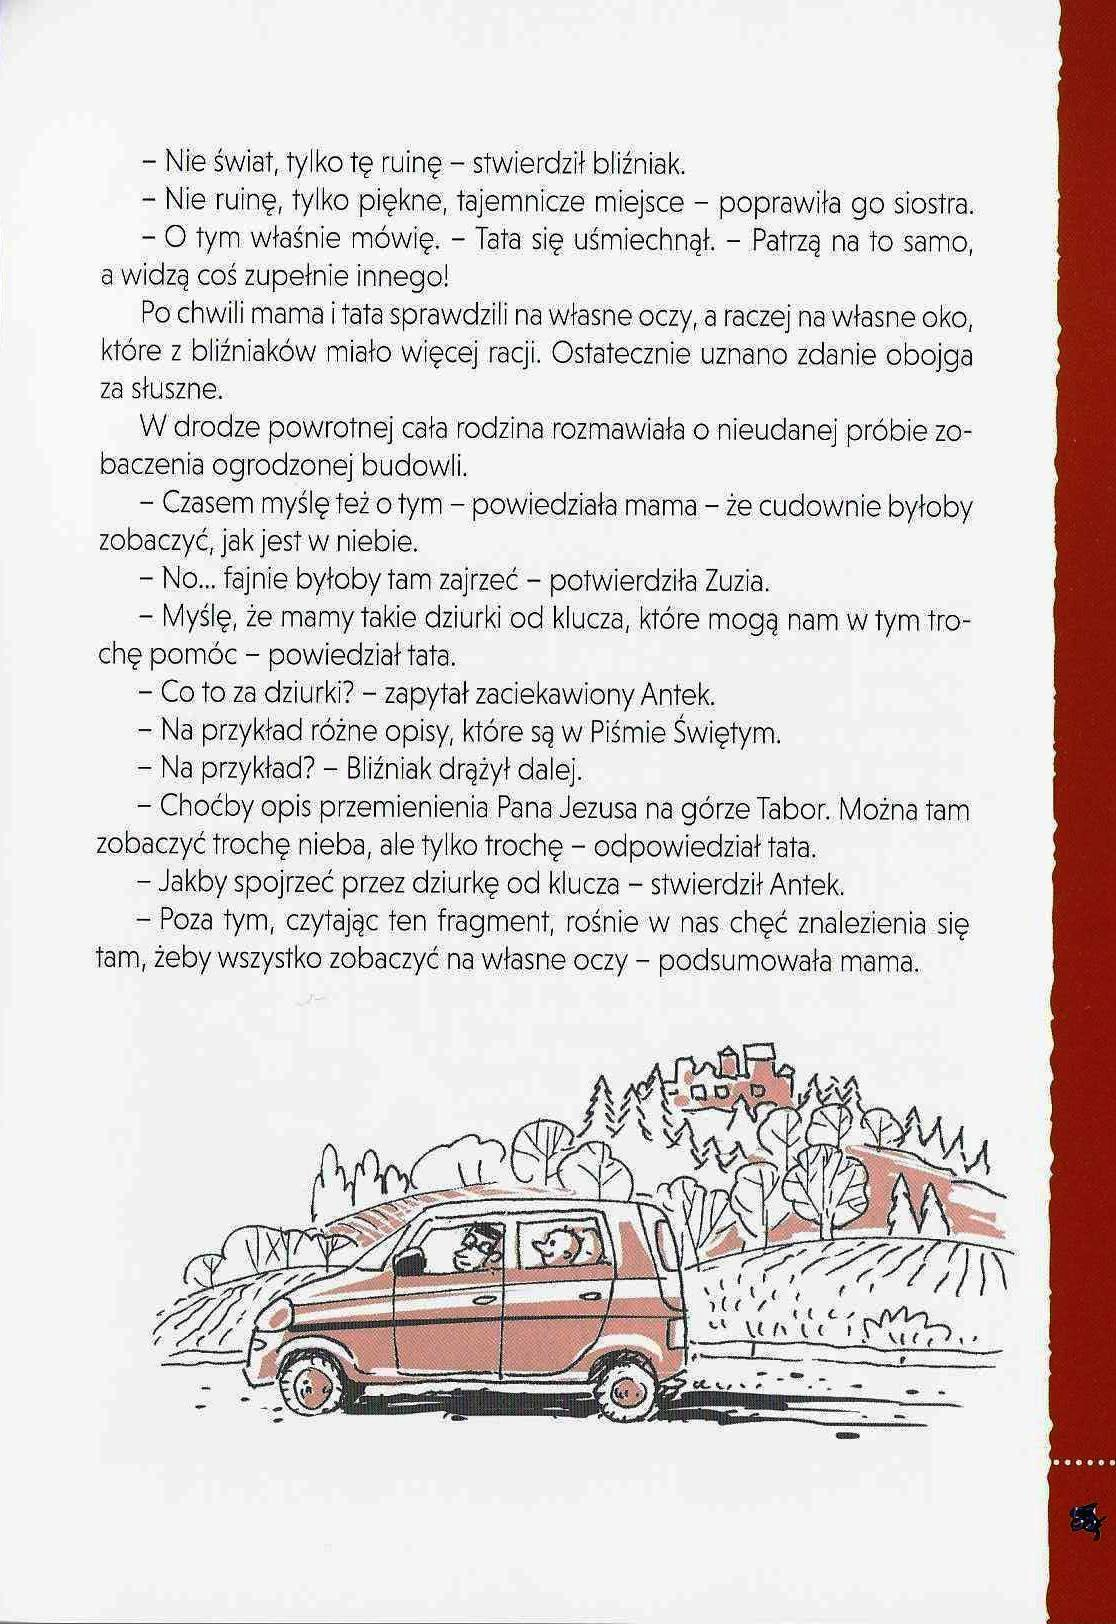 – Nie świat, tylko tę ruinę – stwierdził bliźniak.
– Nie ruinę, tylko piękne, tajemnicze miejsce – poprawiła go siostra.
– O tym właśnie mówię. – Tata się uśmiechnął. – Patrzą na to samo,
a widzą coś zupełnie innego!
Po chwili mama i tata sprawdzili na własne oczy, a raczej na własne oko,
które z bliźniaków miało więcej racji. Ostatecznie uznano zdanie obojga
za słuszne.
W drodze powrotnej cała rodzina rozmawiała o nieudanej próbie zo-
baczenia ogrodzonej budowli.
– Czasem myślę też o tym – powiedziała mama – że cudownie byłoby
zobaczyć, jak jest w niebie.
– No... fajnie byłoby tam zajrzeć – potwierdziła Zuzia.
– Myślę, że mamy takie dziurki od klucza, które mogą nam w tym tro-
chę pomóc – powiedział tata.
– Co to za dziurki? – zapytał zaciekawiony Antek.
– Na przykład różne opisy, które są w Piśmie Świętym.
– Na przykład? – Bliźniak drążył dalej.
– Choćby opis przemienienia Pana Jezusa na górze Tabor. Można tam
zobaczyć trochę nieba, ale tylko trochę – odpowiedział tata.
– Jakby spojrzeć przez dziurkę od klucza – stwierdził Antek.
– Poza tym, czytając ten fragment, rośnie w nas chęć znalezienia się
tam, żeby wszystko zobaczyć na własne oczy – podsumowała mama.